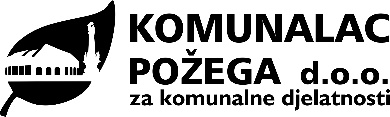 KOMUNALAC
POŽEGA d.o.o.
za komunalne djelatnosti